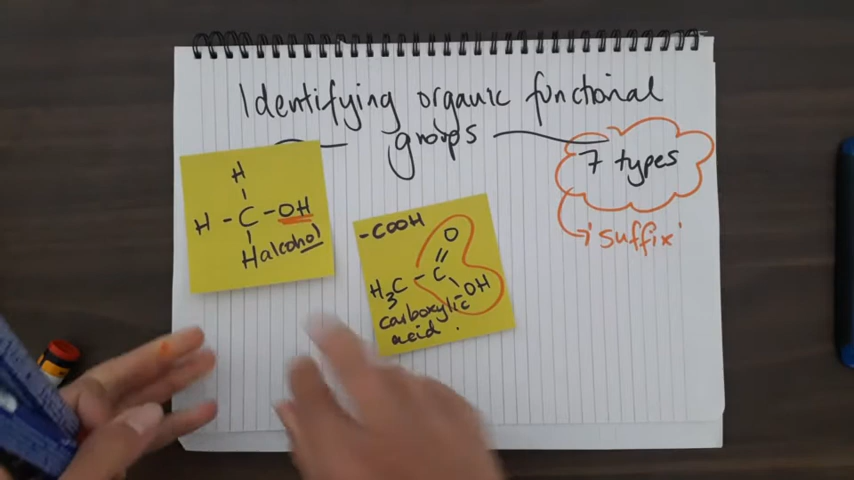 Identifying organic functional
groups
7 types
'suffix'
H
H - C - OH
H alcohol
-COOH
O
H3C - C
OH
carboxylic
acid.